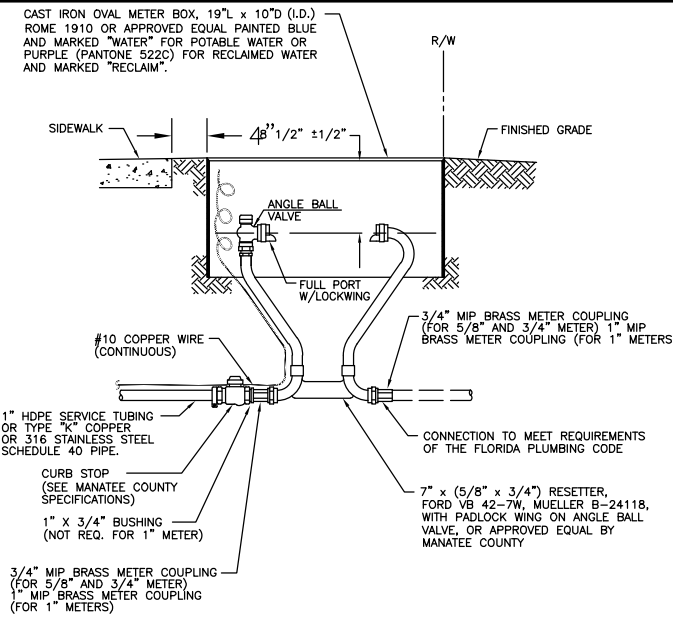 CAST IRON OVAL METER BOX, 19"L x 10"D (I.D.)
ROME 1910 OR APPROVED EQUAL PAINTED BLUE
AND MARKED "WATER" FOR POTABLE WATER OR
PURPLE (PANTONE 522C) FOR RECLAIMED WATER
AND MARKED "RECLAIM".
R/W
SIDEWALK
4"
8 1/2" ±1/2"
FINISHED GRADE
ANGLE BALL
VALVE
FULL PORT
W/LOCKWING
3/4" MIP BRASS METER COUPLING
(FOR 5/8" AND 3/4" METER) 1" MIP
BRASS METER COUPLING (FOR 1" METERS
#10 COPPER WIRE
(CONTINUOUS)
1" HDPE SERVICE TUBING
OR TYPE "K" COPPER
OR 316 STAINLESS STEEL
SCHEDULE 40 PIPE.
CONNECTION TO MEET REQUIREMENTS
OF THE FLORIDA PLUMBING CODE
CURB STOP
(SEE MANATEE COUNTY
SPECIFICATIONS)
7" x (5/8" x 3/4") RESETTER,
FORD VB 42-7W, MUELLER B-24118,
WITH PADLOCK WING ON ANGLE BALL
VALVE, OR APPROVED EQUAL BY
MANATEE COUNTY
1" X 3/4" BUSHING
(NOT REQ. FOR 1" METER)
3/4" MIP BRASS METER COUPLING
(FOR 5/8" AND 3/4" METER)
1" MIP BRASS METER COUPLING
(FOR 1" METERS)